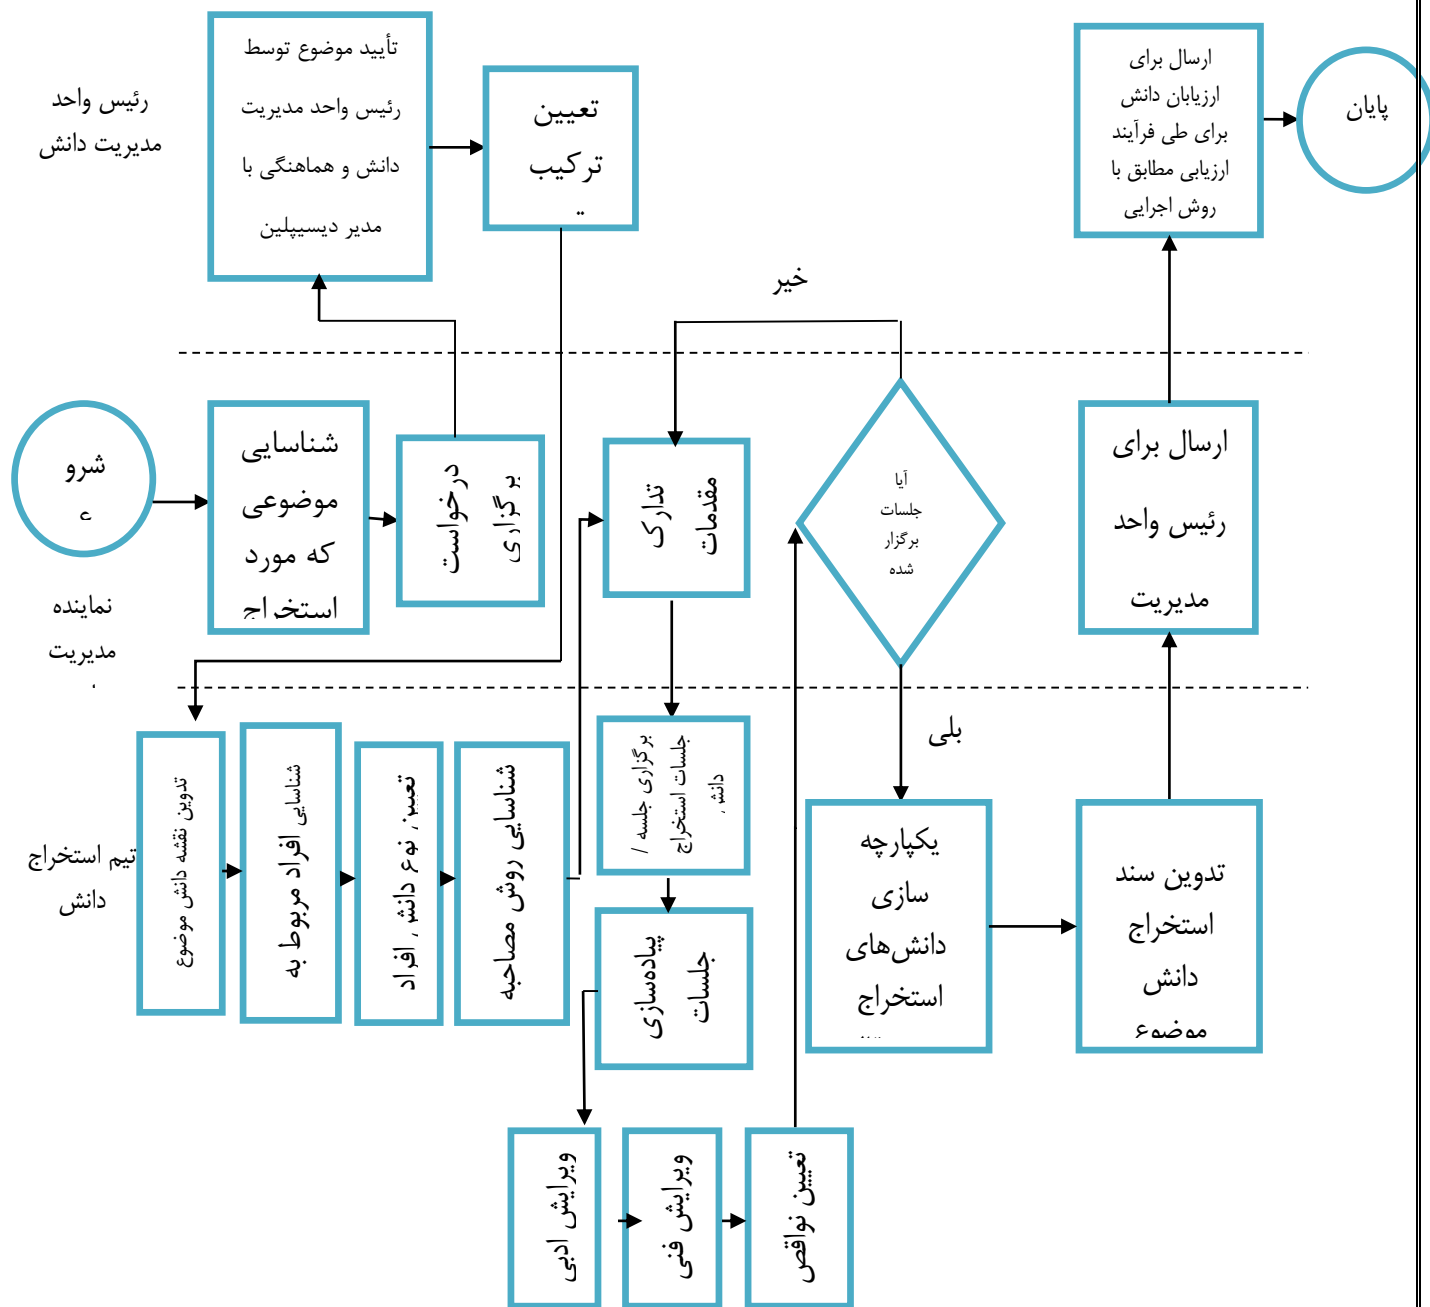 رئیس واحد
مدیریت دانش
تأیید موضوع توسط
رئیس واحد مدیریت
دانش و هماهنگی با
مدیر دیسیپلین
تعیین
ترکیب
ارسال برای
ارزیابان دانش
برای طی فرآیند
ارزیابی مطابق با
روش اجرایی
پایان
خیر
شرو
ع
نماینده
مدیریت
شناسایی
موضوعی
که مورد
استخراج
درخواست
برگزاری
تدارک
مقدمات
آیا
جلسات
برگزار
شده
ارسال برای
رئیس واحد
مدیریت
بلی
تیم استخراج
دانش
تدوین نقشه دانش موضوع
شناسایی افراد مربوط به
تعیین نوع دانش افراد
شناسایی روش مصاحبه
برگزاری جلسه /
جلسات استخراج
دانش
پیاده‌سازی
جلسات
یکپارچه
سازی
دانش‌های
استخراج
تدوین سند
استخراج
دانش
موضوع
ویرایش ادبی
ویرایش فنی
تعیین نواقص